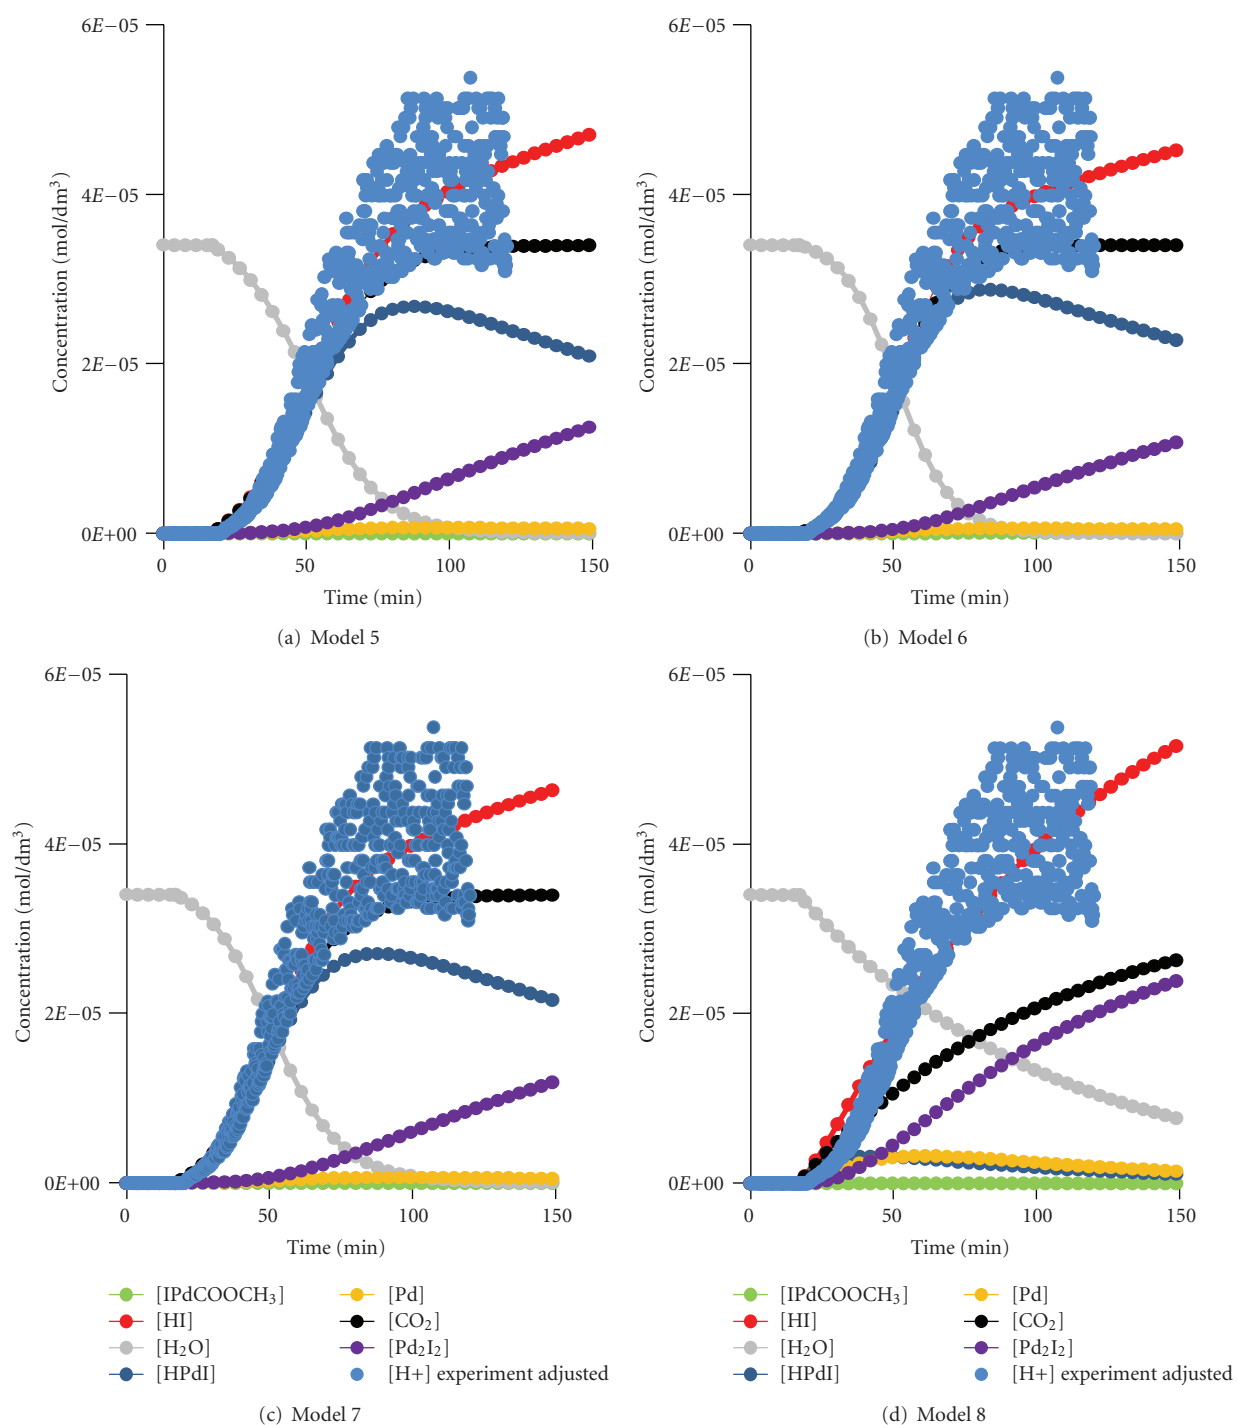 6E−05
4E−05
2E−05
0E+00
Concentration (mol/dm³)
0 50 100 150
Time (min)
(a) Model 5
6E−05
4E−05
2E−05
0E+00
Concentration (mol/dm³)
0 50 100 150
Time (min)
(b) Model 6
6E−05
4E−05
2E−05
0E+00
Concentration (mol/dm³)
0 50 100 150
Time (min)
[IPdCOOCH₃] [Pd]
[HI] [CO₂]
[H₂O] [Pd₂I₂]
[HPdI] [H+] experiment adjusted
(c) Model 7
6E−05
4E−05
2E−05
0E+00
Concentration (mol/dm³)
0 50 100 150
Time (min)
[IPdCOOCH₃] [Pd]
[HI] [CO₂]
[H₂O] [Pd₂I₂]
[HPdI] [H+] experiment adjusted
(d) Model 8